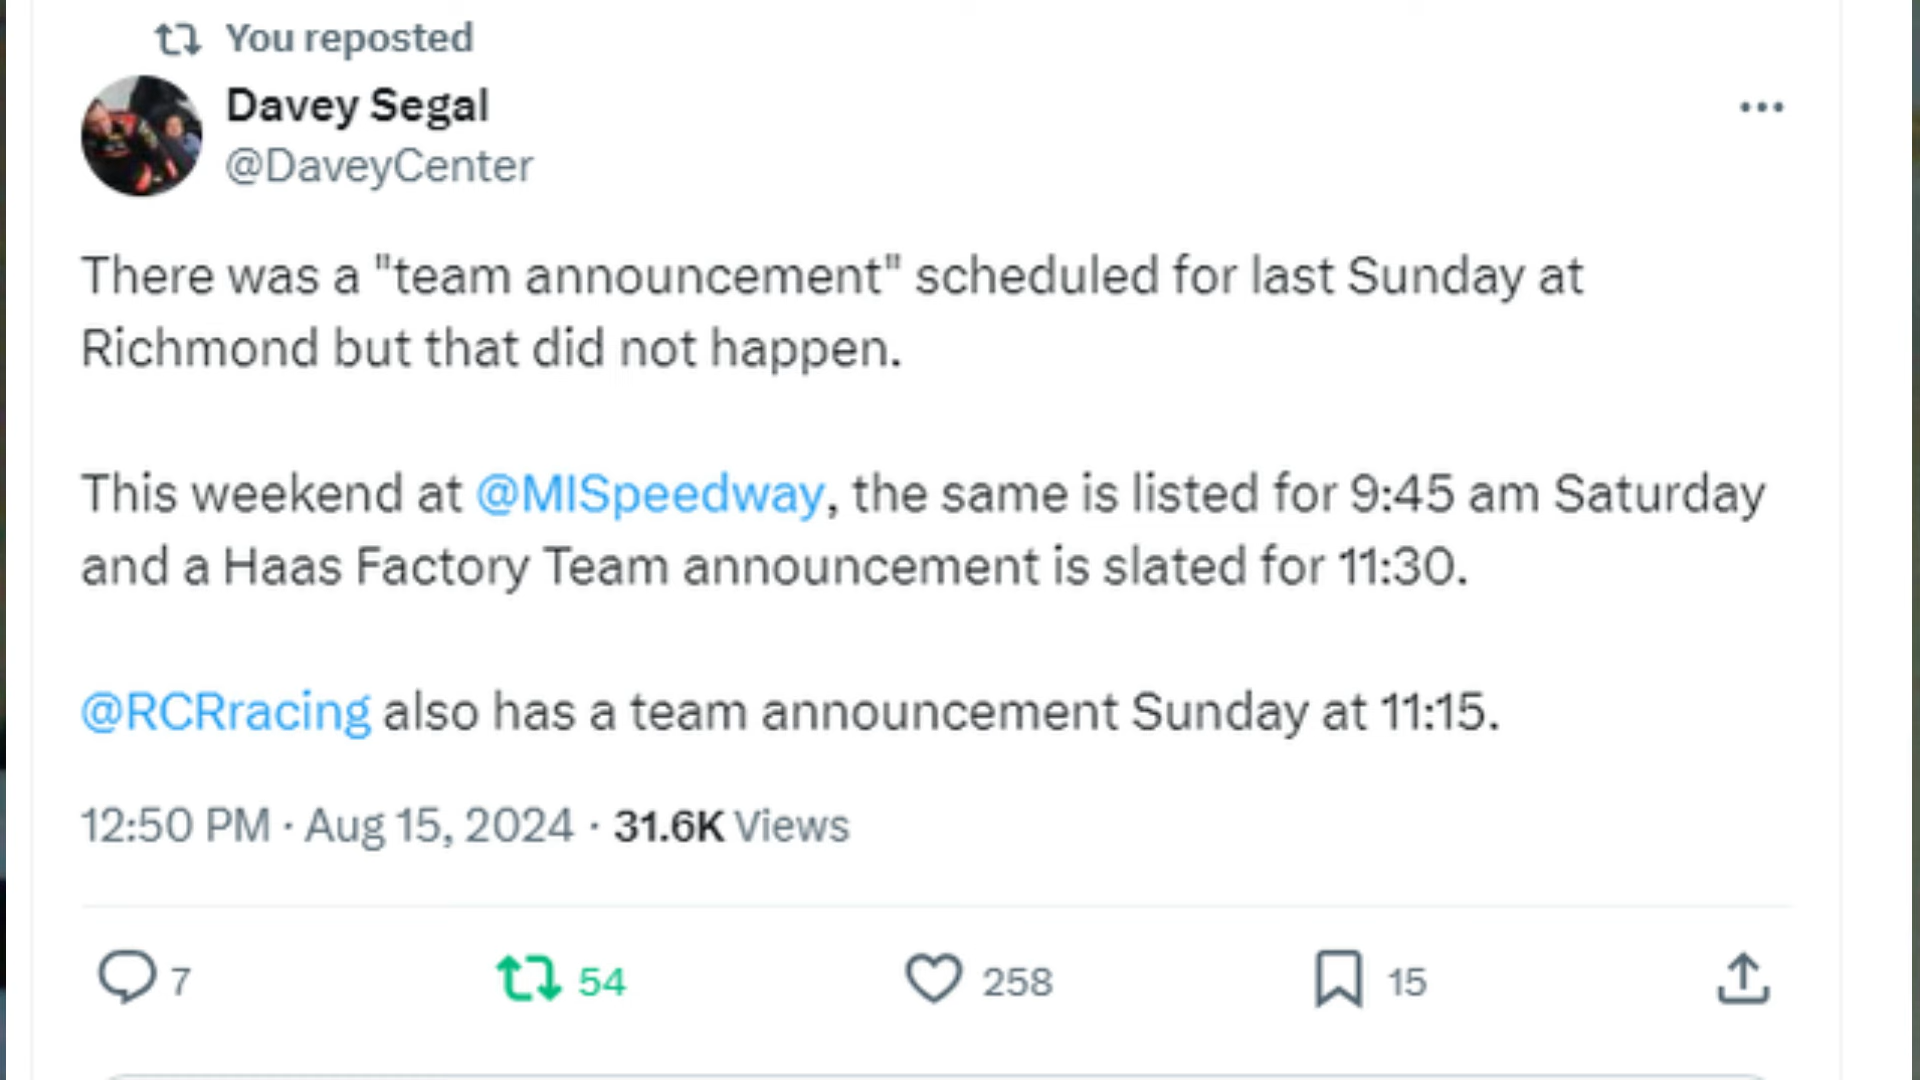 You reposted
Davey Segal
@DaveyCenter
There was a "team announcement" scheduled for last Sunday at
Richmond but that did not happen.
This weekend at @MISpeedway, the same is listed for 9:45 am Saturday
and a Haas Factory Team announcement is slated for 11:30.
@RCRracing also has a team announcement Sunday at 11:15.
12:50 PM · Aug 15, 2024 · 31.6K Views
7 54 258 15